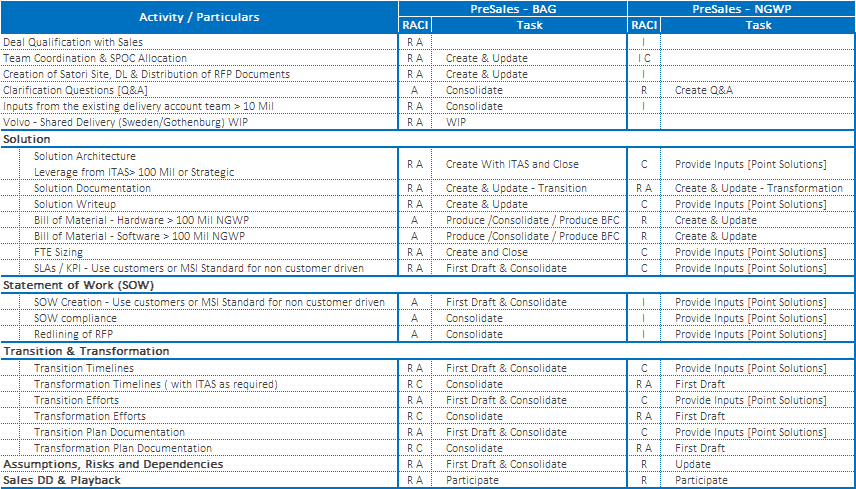 Activity / Particulars PreSales - BAG PreSales - NGWP
RACI Task RACI Task
Deal Qualification with Sales R A I
Team Coordination & SPOC Allocation R A Create & Update I C
Creation of Satori Site, DL & Distribution of RFP Documents R A Create & Update I
Clarification Questions [Q&A] A Consolidate R Create Q&A
Inputs from the existing delivery account team > 10 Mil R A Consolidate I
Volvo - Shared Delivery (Sweden/Gothenburg) WIP R A WIP
Solution
Solution Architecture
Leverage from ITAS> 100 Mil or Strategic R A Create With ITAS and Close C Provide Inputs [Point Solutions]
Solution Documentation R A Create & Update - Transition R A Create & Update - Transformation
Solution Writeup R A Create & Update C Provide Inputs [Point Solutions]
Bill of Material - Hardware > 100 Mil NGWP A Produce /Consolidate / Produce BFC R Create & Update
Bill of Material - Software > 100 Mil NGWP A Produce /Consolidate / Produce BFC R Create & Update
FTE Sizing R A Create and Close C Provide Inputs [Point Solutions]
SLAs / KPI - Use customers or MSI Standard for non customer driven R A First Draft & Consolidate C Provide Inputs [Point Solutions]
Statement of Work (SOW)
SOW Creation - Use customers or MSI Standard for non customer driven A First Draft & Consolidate I Provide Inputs [Point Solutions]
SOW compliance A Consolidate I Provide Inputs [Point Solutions]
Redlining of RFP A Consolidate I Provide Inputs [Point Solutions]
Transition & Transformation
Transition Timelines R A First Draft & Consolidate C Provide Inputs [Point Solutions]
Transformation Timelines ( with ITAS as required) R C Consolidate R A First Draft
Transition Efforts R A First Draft & Consolidate C Provide Inputs [Point Solutions]
Transformation Efforts R C Consolidate R A First Draft
Transition Plan Documentation R A First Draft & Consolidate C Provide Inputs [Point Solutions]
Transformation Plan Documentation R C Consolidate R A First Draft
Assumptions, Risks and Dependencies R A First Draft & Consolidate R Update
Sales DD & Playback R A Participate R Participate